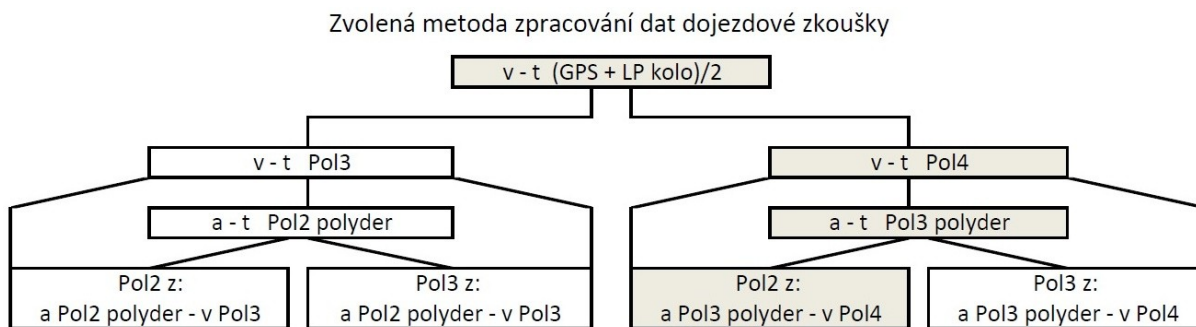 Zvolená metoda zpracování dat dojezdové zkoušky
v - t (GPS + LP kolo)/2
v - t Pol3
v - t Pol4
a - t Pol2 polyder
a - t Pol3 polyder
Pol2 z:
a Pol2 polyder - v Pol3
Pol3 z:
a Pol2 polyder - v Pol3
Pol2 z:
a Pol3 polyder - v Pol4
Pol3 z:
a Pol3 polyder - v Pol4